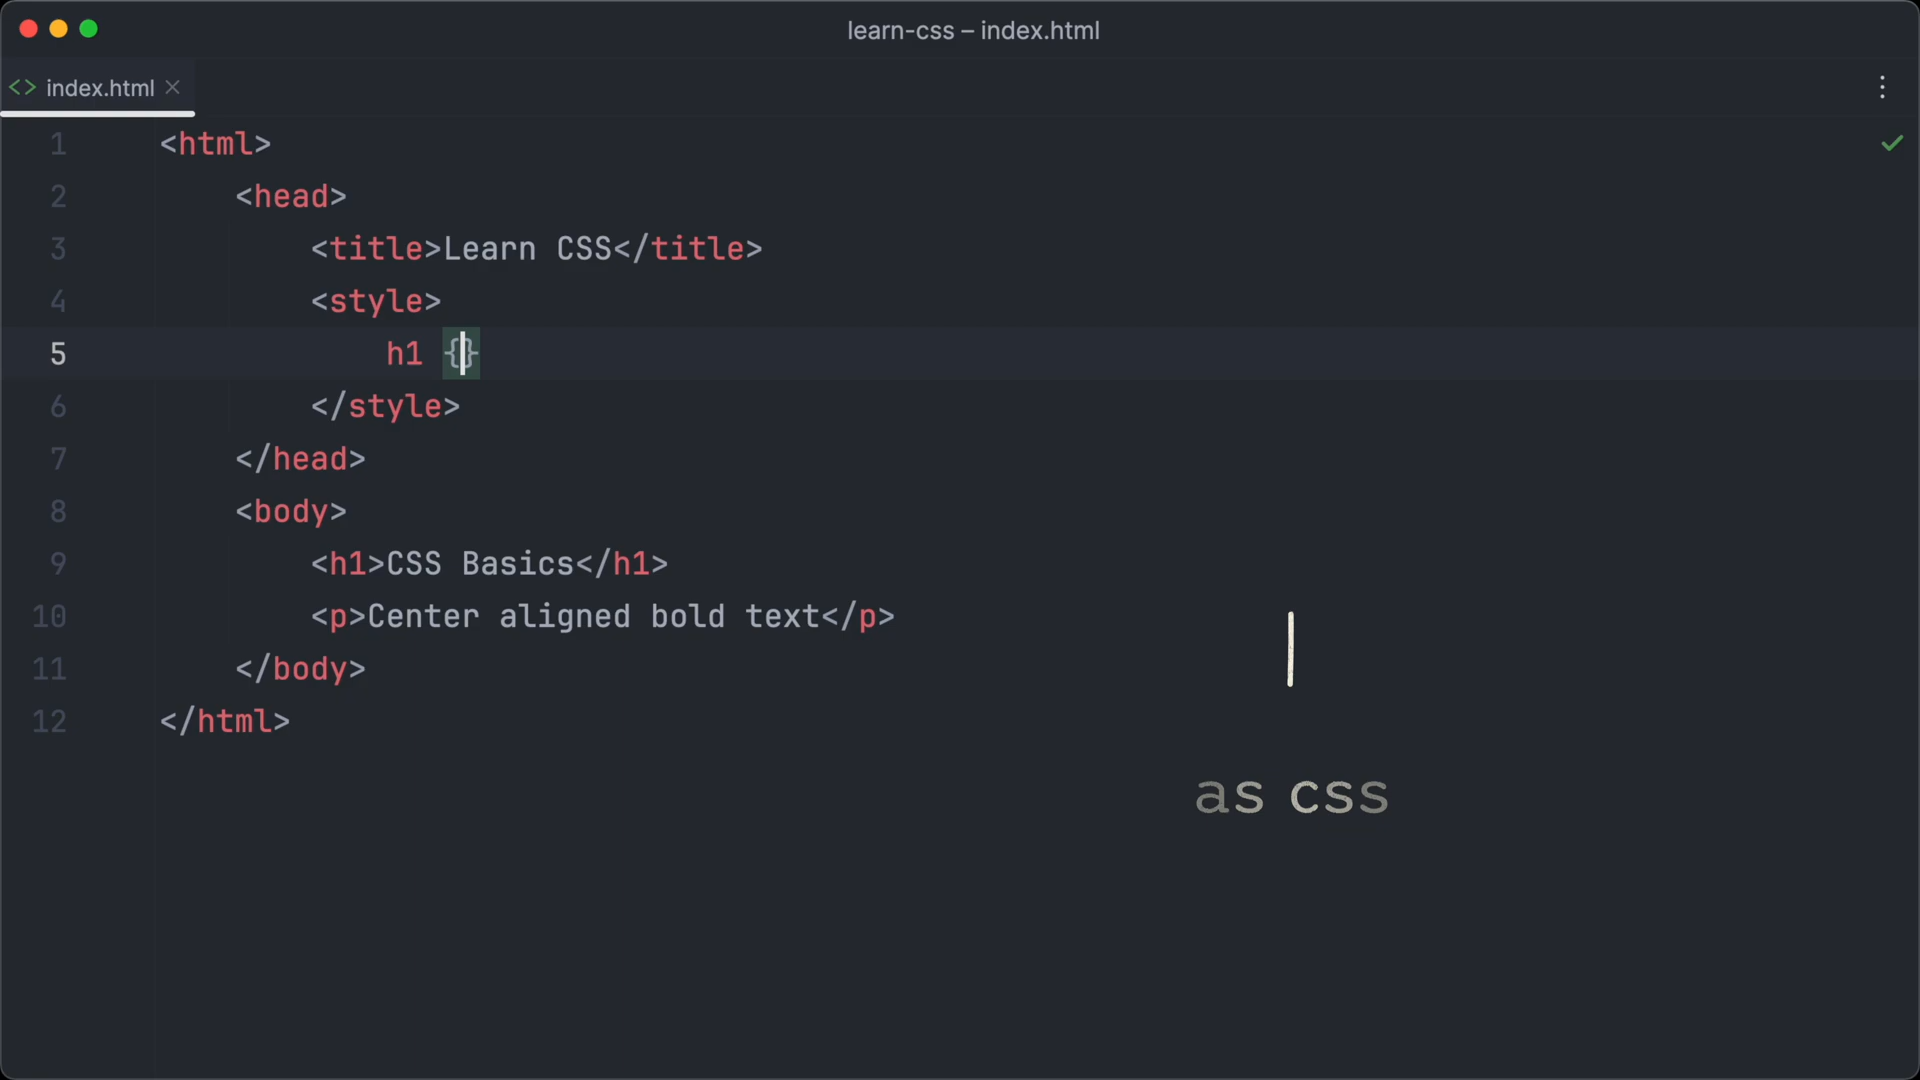 learn-css – index.html
<> index.html
1 <html>
2 <head>
3 <title>Learn CSS</title>
4 <style>
5 h1 {}
6 </style>
7 </head>
8 <body>
9 <h1>CSS Basics</h1>
10 <p>Center aligned bold text</p>
11 </body>
12 </html>
as css